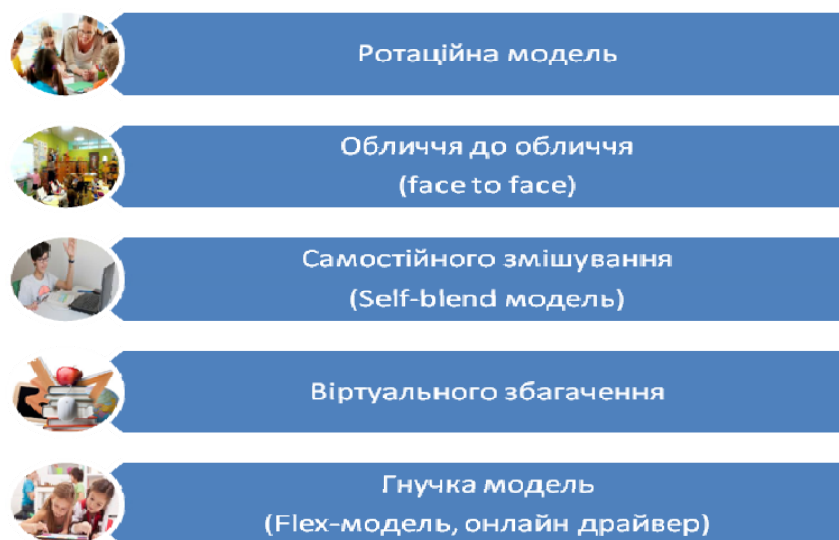 Ротаційна модель
Обличчя до обличчя
(face to face)
Самостійного змішування
(Self-blend модель)
Віртуального збагачення
Гнучка модель
(Flex-модель, онлайн драйвер)